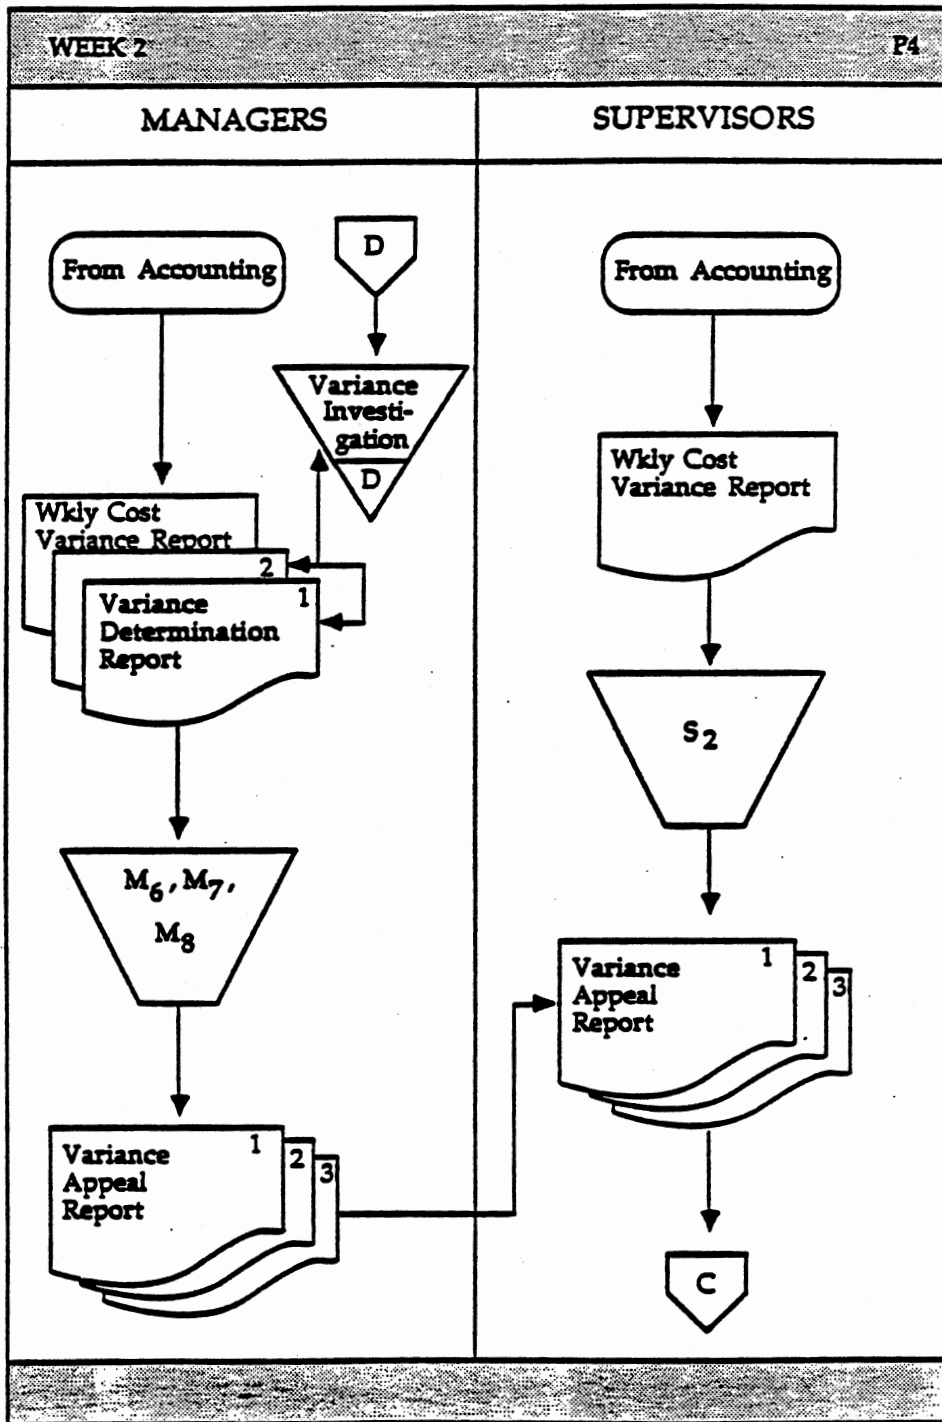 WEEK 2
P4
MANAGERS
SUPERVISORS
From Accounting
D
Variance
Investi-
gation
D
Wkly Cost
Variance Report
2
1
Variance
Determination
Report
M6, M7,
M8
1
2
3
Variance
Appeal
Report
From Accounting
Wkly Cost
Variance Report
S2
1
2
3
Variance
Appeal
Report
C